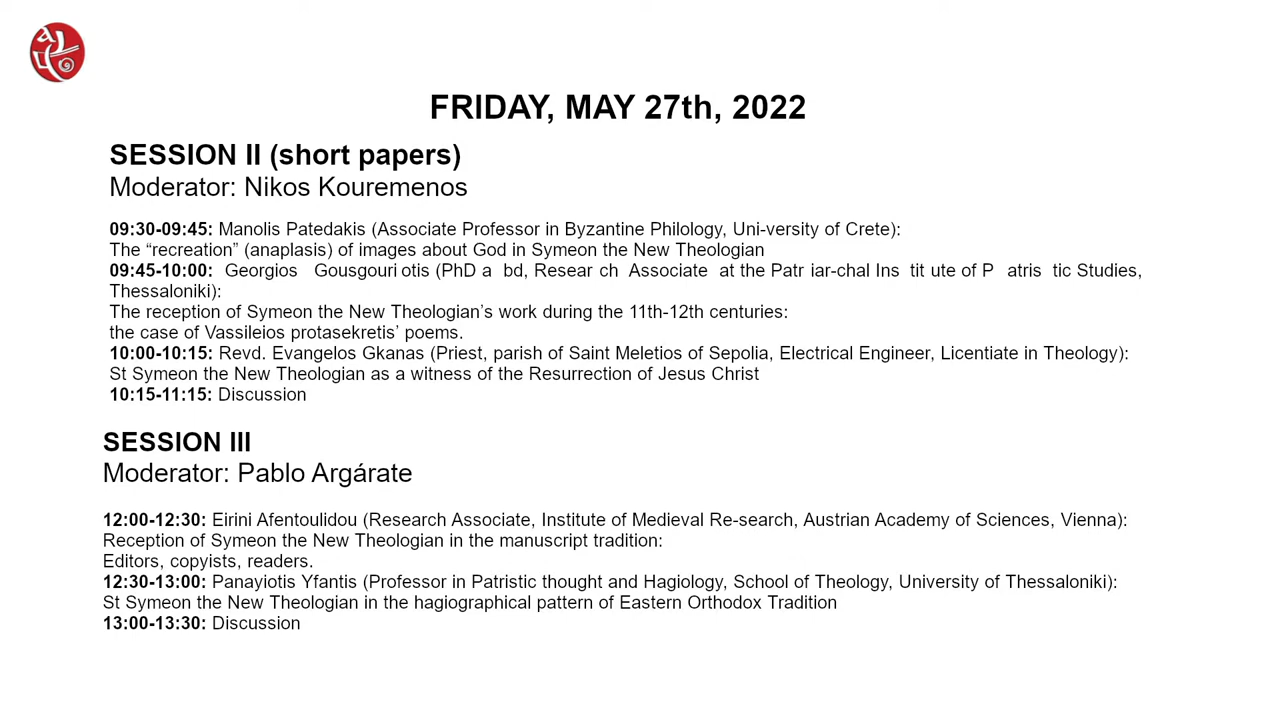 FRIDAY, MAY 27th, 2022
SESSION II (short papers)
Moderator: Nikos Kouremenos
09:30-09:45: Manolis Patedakis (Associate Professor in Byzantine Philology, Uni-versity of Crete):
The “recreation” (anaplasis) of images about God in Symeon the New Theologian
09:45-10:00: Georgios Gousgouri otis (PhD a bd, Resear ch Associate at the Patr iar-chal Ins tit ute of P atris tic Studies,
Thessaloniki):
The reception of Symeon the New Theologian’s work during the 11th-12th centuries:
the case of Vassileios protasekretis’ poems.
10:00-10:15: Revd. Evangelos Gkanas (Priest, parish of Saint Meletios of Sepolia, Electrical Engineer, Licentiate in Theology):
St Symeon the New Theologian as a witness of the Resurrection of Jesus Christ
10:15-11:15: Discussion
SESSION III
Moderator: Pablo Argárate
12:00-12:30: Eirini Afentoulidou (Research Associate, Institute of Medieval Re-search, Austrian Academy of Sciences, Vienna):
Reception of Symeon the New Theologian in the manuscript tradition:
Editors, copyists, readers.
12:30-13:00: Panayiotis Yfantis (Professor in Patristic thought and Hagiology, School of Theology, University of Thessaloniki):
St Symeon the New Theologian in the hagiographical pattern of Eastern Orthodox Tradition
13:00-13:30: Discussion